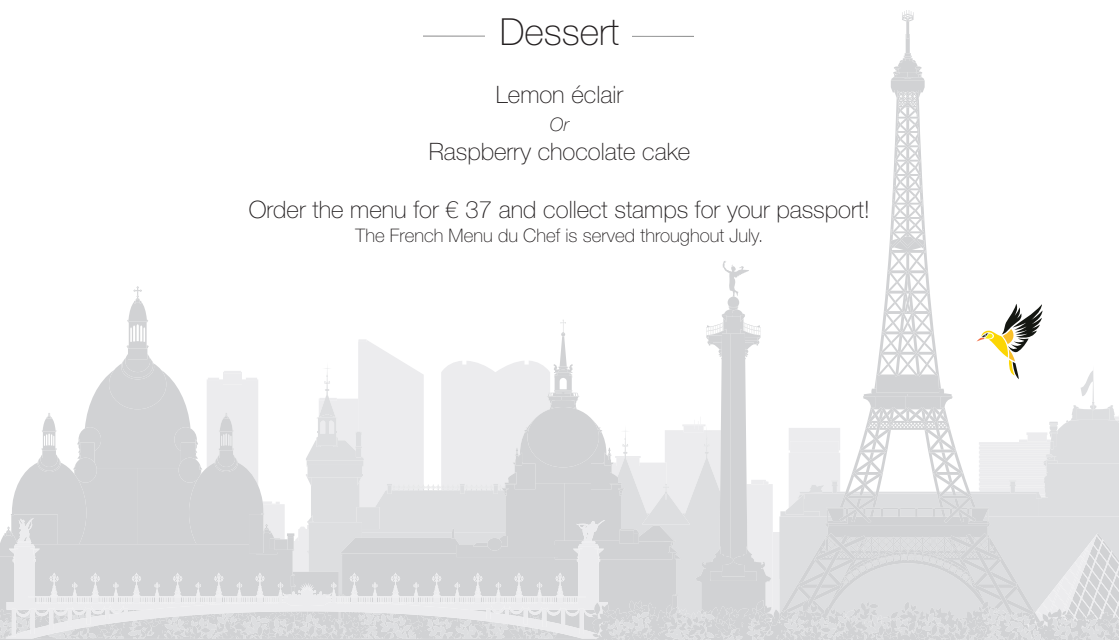 Dessert
Lemon éclair
Or
Raspberry chocolate cake
Order the menu for € 37 and collect stamps for your passport!
The French Menu du Chef is served throughout July.